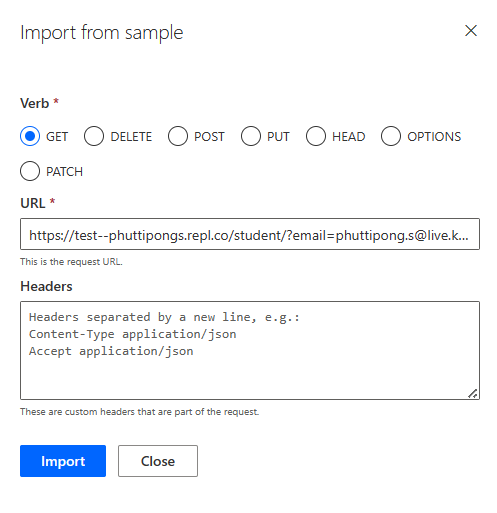 Import from sample
Verb *
GET DELETE POST PUT HEAD OPTIONS
PATCH
URL *
https://test--phuttipongs.repl.co/student/?email=phuttipong.s@live.k...
This is the request URL.
Headers
Headers separated by a new line, e.g.:
Content-Type application/json
Accept application/json
These are custom headers that are part of the request.
Import Close